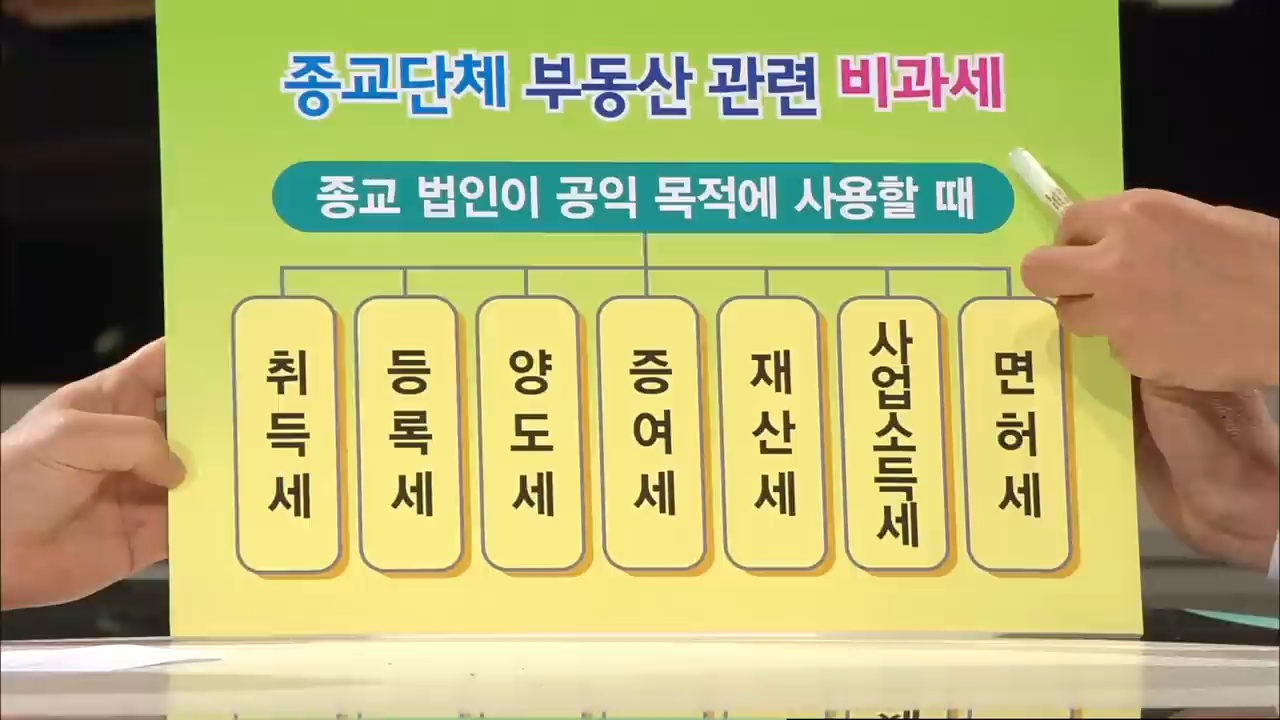 종교단체 부동산 관련 비과세
종교 법인이 공익 목적에 사용할 때
취득세
등록세
양도세
증여세
재산세
사업소득세
면허세